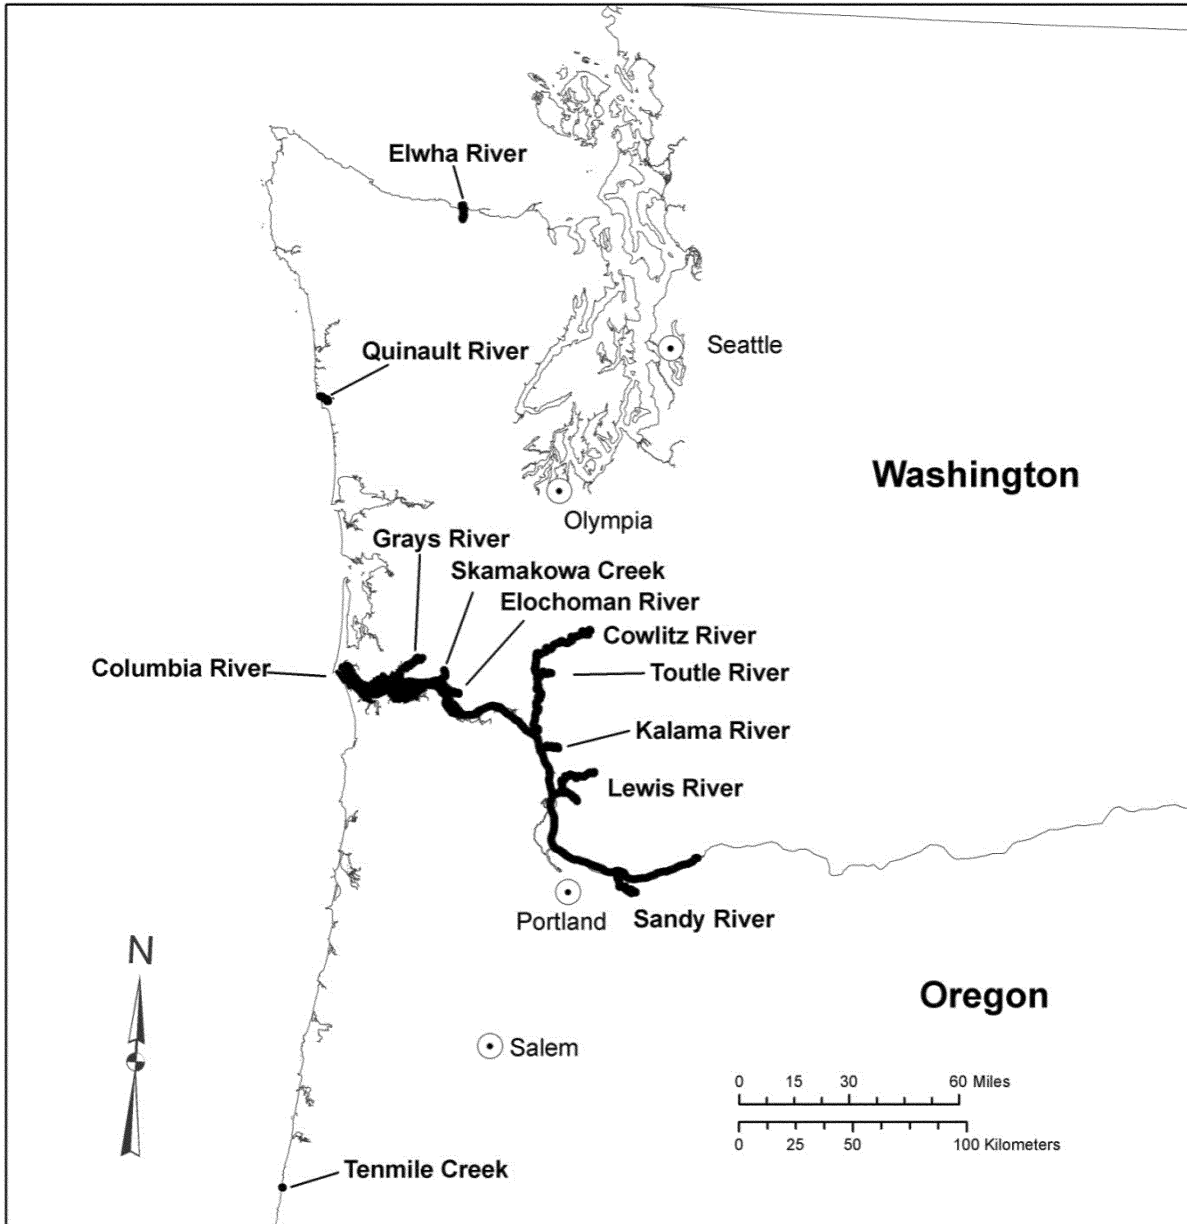 Elwha River
Quinault River
Seattle
Washington
Olympia
Grays River
Skamakowa Creek
Elochoman River
Cowlitz River
Columbia River
Toutle River
Kalama River
Lewis River
Portland
Sandy River
N
Oregon
Salem
0 15 30 60 Miles
0 25 50 100 Kilometers
Tenmile Creek